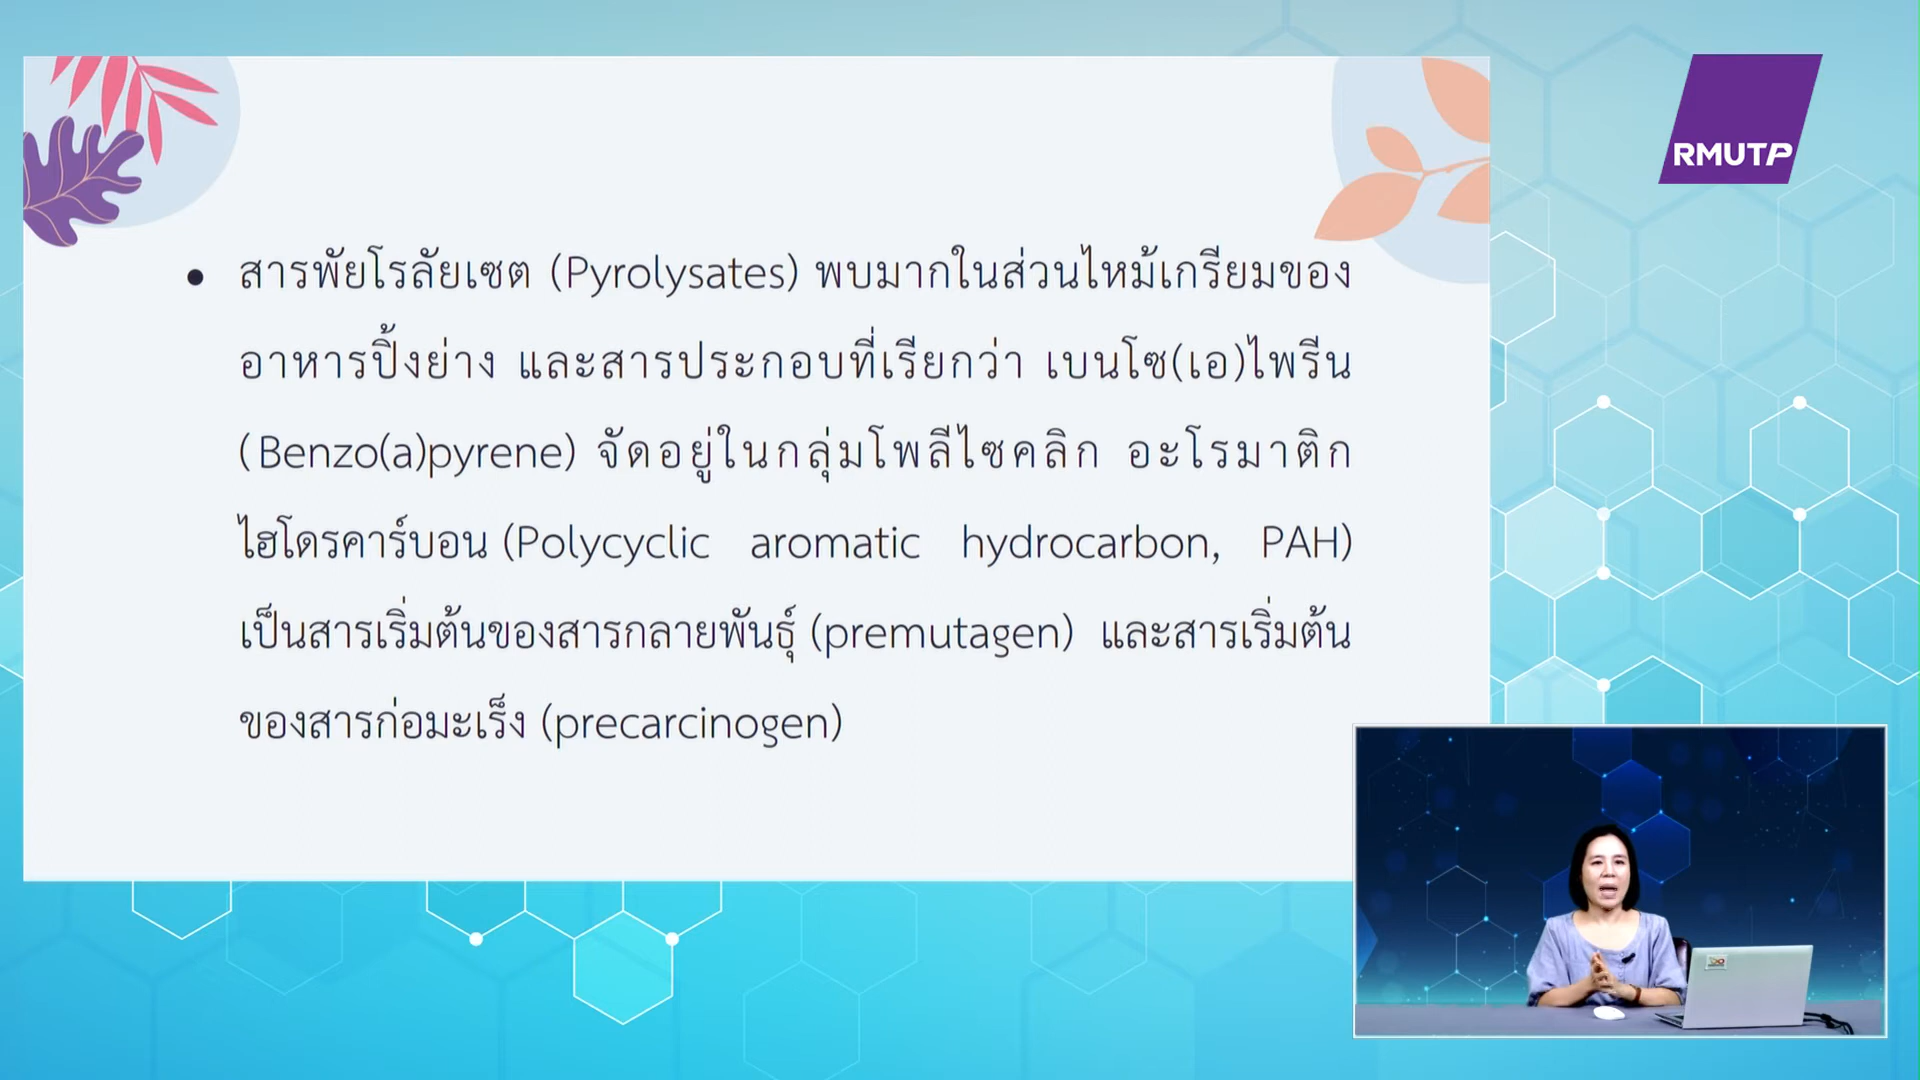 RMUTP
• สารพัยโรลัยเซต (Pyrolysates) พบมากในส่วนไหม้เกรียมของ
อาหารปิ้งย่าง และสารประกอบที่เรียกว่า เบนโซ(เอ)ไพรีน
(Benzo(a)pyrene) จัดอยู่ในกลุ่มโพลีไซคลิก อะโรมาติก
ไฮโดรคาร์บอน (Polycyclic aromatic hydrocarbon, PAH)
เป็นสารเริ่มต้นของสารกลายพันธุ์ (premutagen) และสารเริ่มต้น
ของสารก่อมะเร็ง (precarcinogen)